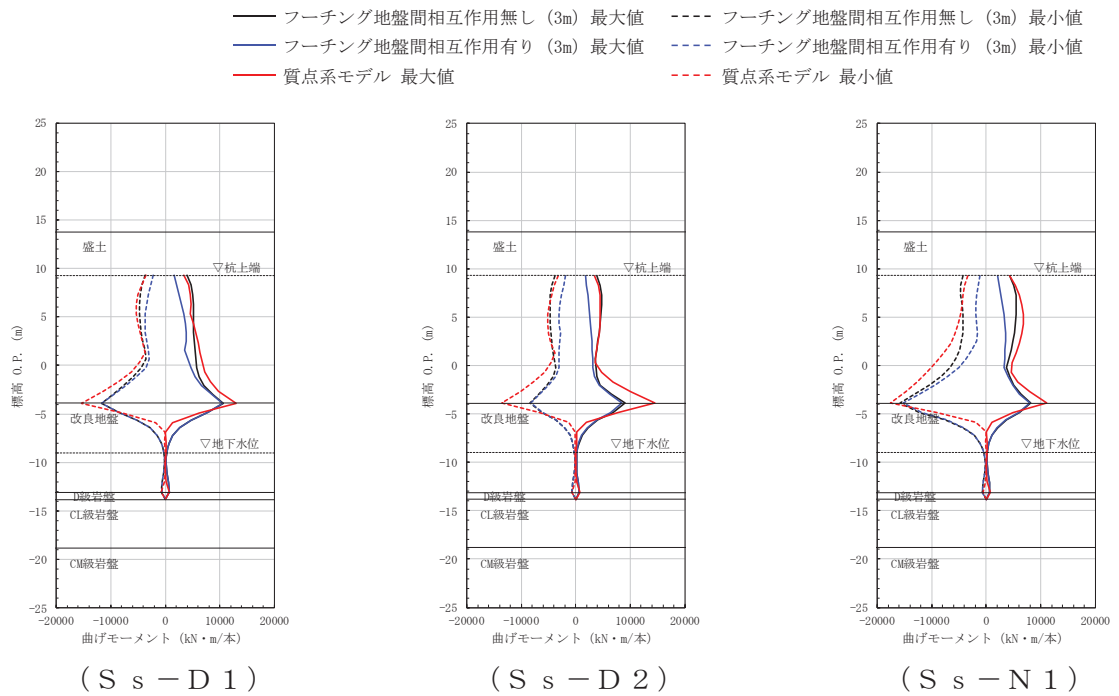 フーチング地盤間相互作用無し (3m) 最大値
フーチング地盤間相互作用無し (3m) 最小値
フーチング地盤間相互作用有り (3m) 最大値
フーチング地盤間相互作用有り (3m) 最小値
質点系モデル 最大値
質点系モデル 最小値
標高 O.P. (m)
25
20
15
10
5
0
-5
-10
-15
-20
-25
盛土
▽杭上端
改良地盤
▽地下水位
D級岩盤
CL級岩盤
CM級岩盤
-20000 -10000 0 10000 20000
曲げモーメント (kN・m/本)
(Ss-D1)
標高 O.P. (m)
25
20
15
10
5
0
-5
-10
-15
-20
-25
盛土
▽杭上端
改良地盤
▽地下水位
D級岩盤
CL級岩盤
CM級岩盤
-20000 -10000 0 10000 20000
曲げモーメント (kN・m/本)
(Ss-D2)
標高 O.P. (m)
25
20
15
10
5
0
-5
-10
-15
-20
-25
盛土
▽杭上端
改良地盤
▽地下水位
D級岩盤
CL級岩盤
CM級岩盤
-20000 -10000 0 10000 20000
曲げモーメント (kN・m/本)
(Ss-N1)